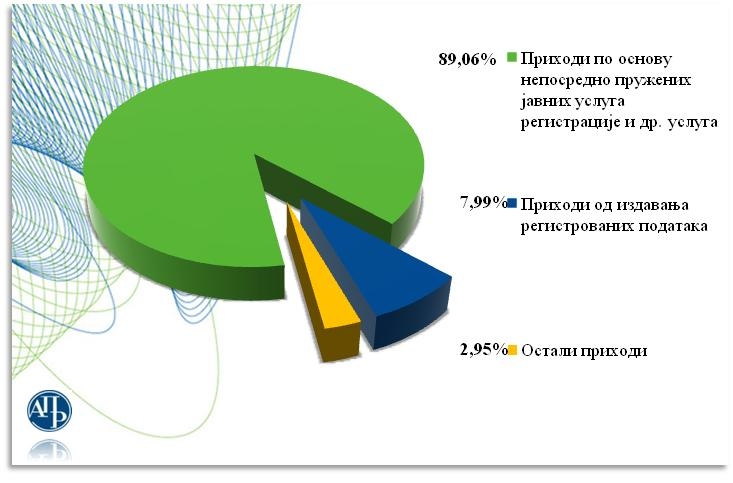 89,06% Приходи по основу
непосредно пружених
јавних услуга
регистрације и др. услуга
7,99% Приходи од издавања
регистрованих података
2,95% Остали приходи
АПР